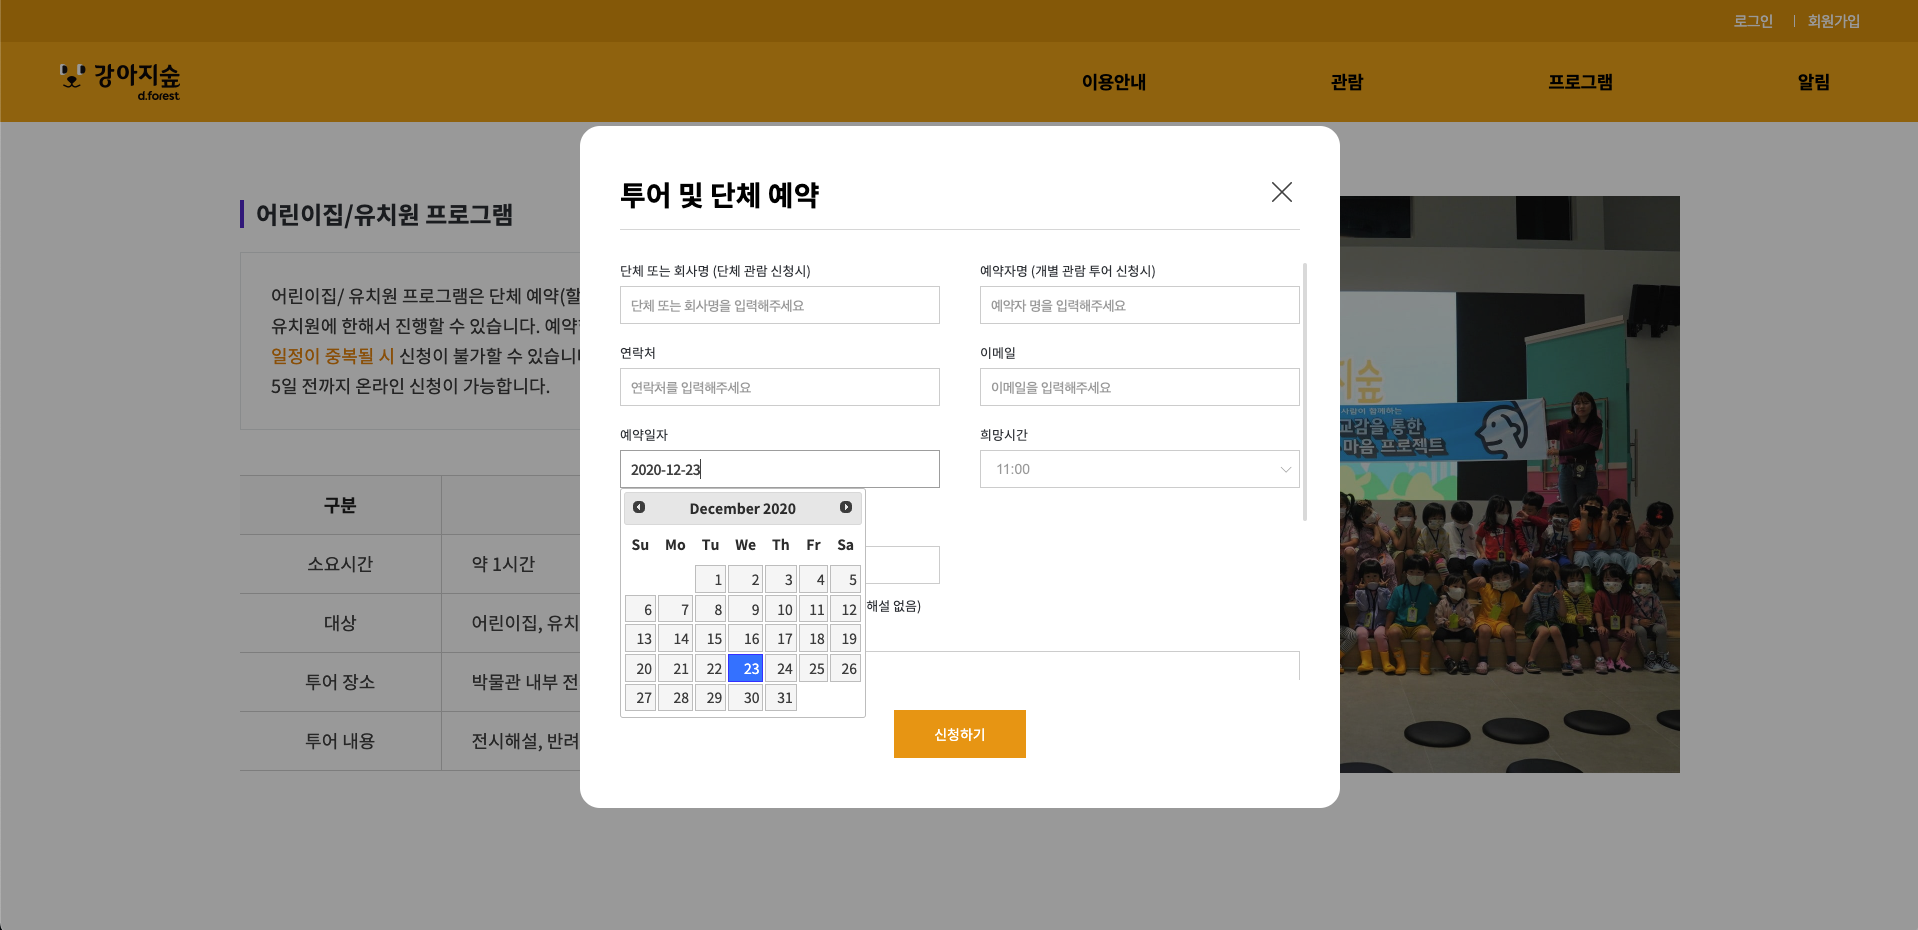 로그인 | 회원가입
강아지숲
d.forest
이용안내
관람
프로그램
알림
어린이집/유치원 프로그램
어린이집/ 유치원 프로그램은 단체 예약(할
유치원에 한해서 진행할 수 있습니다. 예약
일정이 중복될 시 신청이 불가할 수 있습니
5일 전까지 온라인 신청이 가능합니다.
구분
소요시간
약 1시간
대상
어린이집, 유치
투어 장소
박물관 내부 전
투어 내용
전시해설, 반려
투어 및 단체 예약
단체 또는 회사명 (단체 관람 신청시)
예약자명 (개별 관람 투어 신청시)
단체 또는 회사명을 입력해주세요
예약자 명을 입력해주세요
연락처
이메일
연락처를 입력해주세요
이메일을 입력해주세요
예약일자
희망시간
2020-12-23
11:00
December 2020
Su Mo Tu We Th Fr Sa
1 2 3 4 5
6 7 8 9 10 11 12
13 14 15 16 17 18 19
20 21 22 23 24 25 26
27 28 29 30 31
해설 없음)
신청하기
지숲
사람이 함께하는
교감을 통한
마음 프로젝트